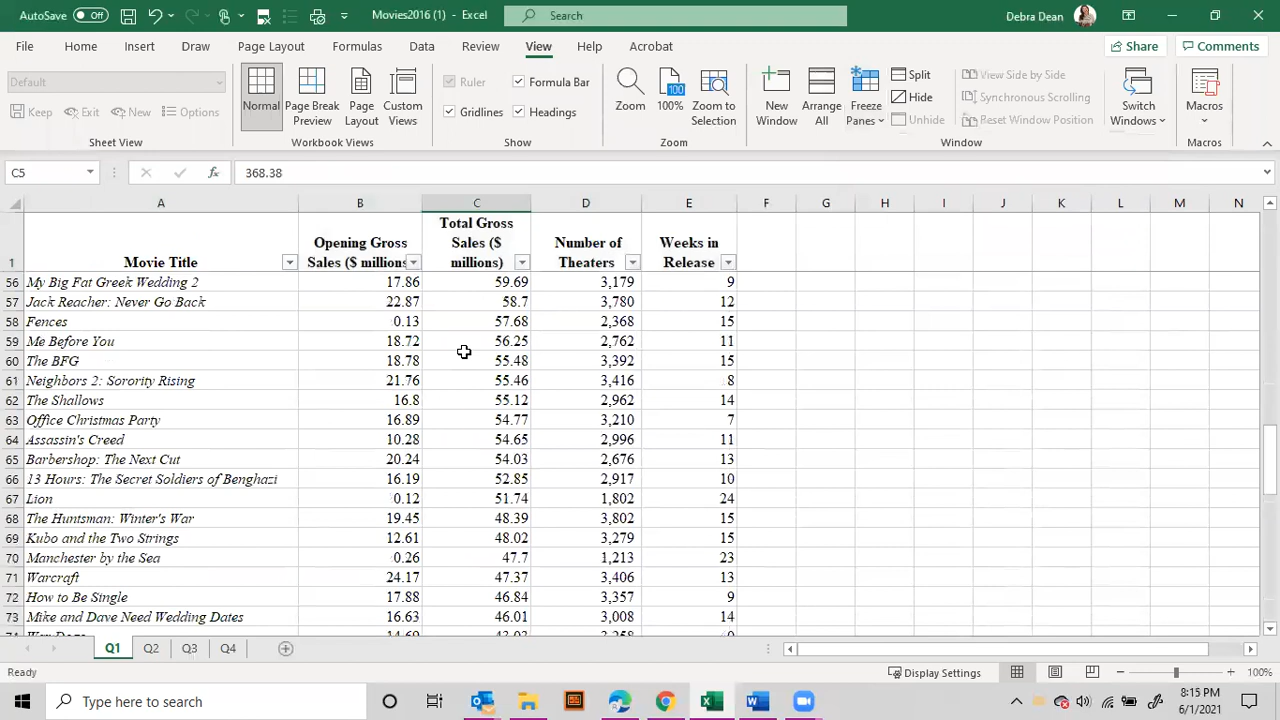 AutoSave Off Movies2016 (1) - Excel Search Debra Dean
File Home Insert Draw Page Layout Formulas Data Review View Help Acrobat Share Comments
Default Ruler Formula Bar Split View Side by Side
Keep Exit New Options Normal Page Break Preview Page Layout Custom Views Gridlines Headings Zoom 100% Zoom to Selection New Window Arrange All Freeze Panes Hide Synchronous Scrolling Switch Windows Macros
Unhide Reset Window Position
Sheet View Workbook Views Show Zoom Window Macros
C5 fx 368.38
A B C D E F G H I J K L M N
1 Movie Title Opening Gross Sales ($ millions Total Gross Sales ($ millions) Number of Theaters Weeks in Release
56 My Big Fat Greek Wedding 2 17.86 59.69 3,179 9
57 Jack Reacher: Never Go Back 22.87 58.7 3,780 12
58 Fences 0.13 57.68 2,368 15
59 Me Before You 18.72 56.25 2,762 11
60 The BFG 18.78 55.48 3,392 15
61 Neighbors 2: Sorority Rising 21.76 55.46 3,416 8
62 The Shallows 16.8 55.12 2,962 14
63 Office Christmas Party 16.89 54.77 3,210 7
64 Assassin's Creed 10.28 54.65 2,996 11
65 Barbershop: The Next Cut 20.24 54.03 2,676 13
66 13 Hours: The Secret Soldiers of Benghazi 16.19 52.85 2,917 10
67 Lion 0.12 51.74 1,802 24
68 The Huntsman: Winter's War 19.45 48.39 3,802 15
69 Kubo and the Two Strings 12.61 48.02 3,279 15
70 Manchester by the Sea 0.26 47.7 1,213 23
71 Warcraft 24.17 47.37 3,406 13
72 How to Be Single 17.88 46.84 3,357 9
73 Mike and Dave Need Wedding Dates 16.63 46.01 3,008 14
Q1 Q2 Q3 Q4
Ready Display Settings 100%
Type here to search 8:15 PM
6/1/2021